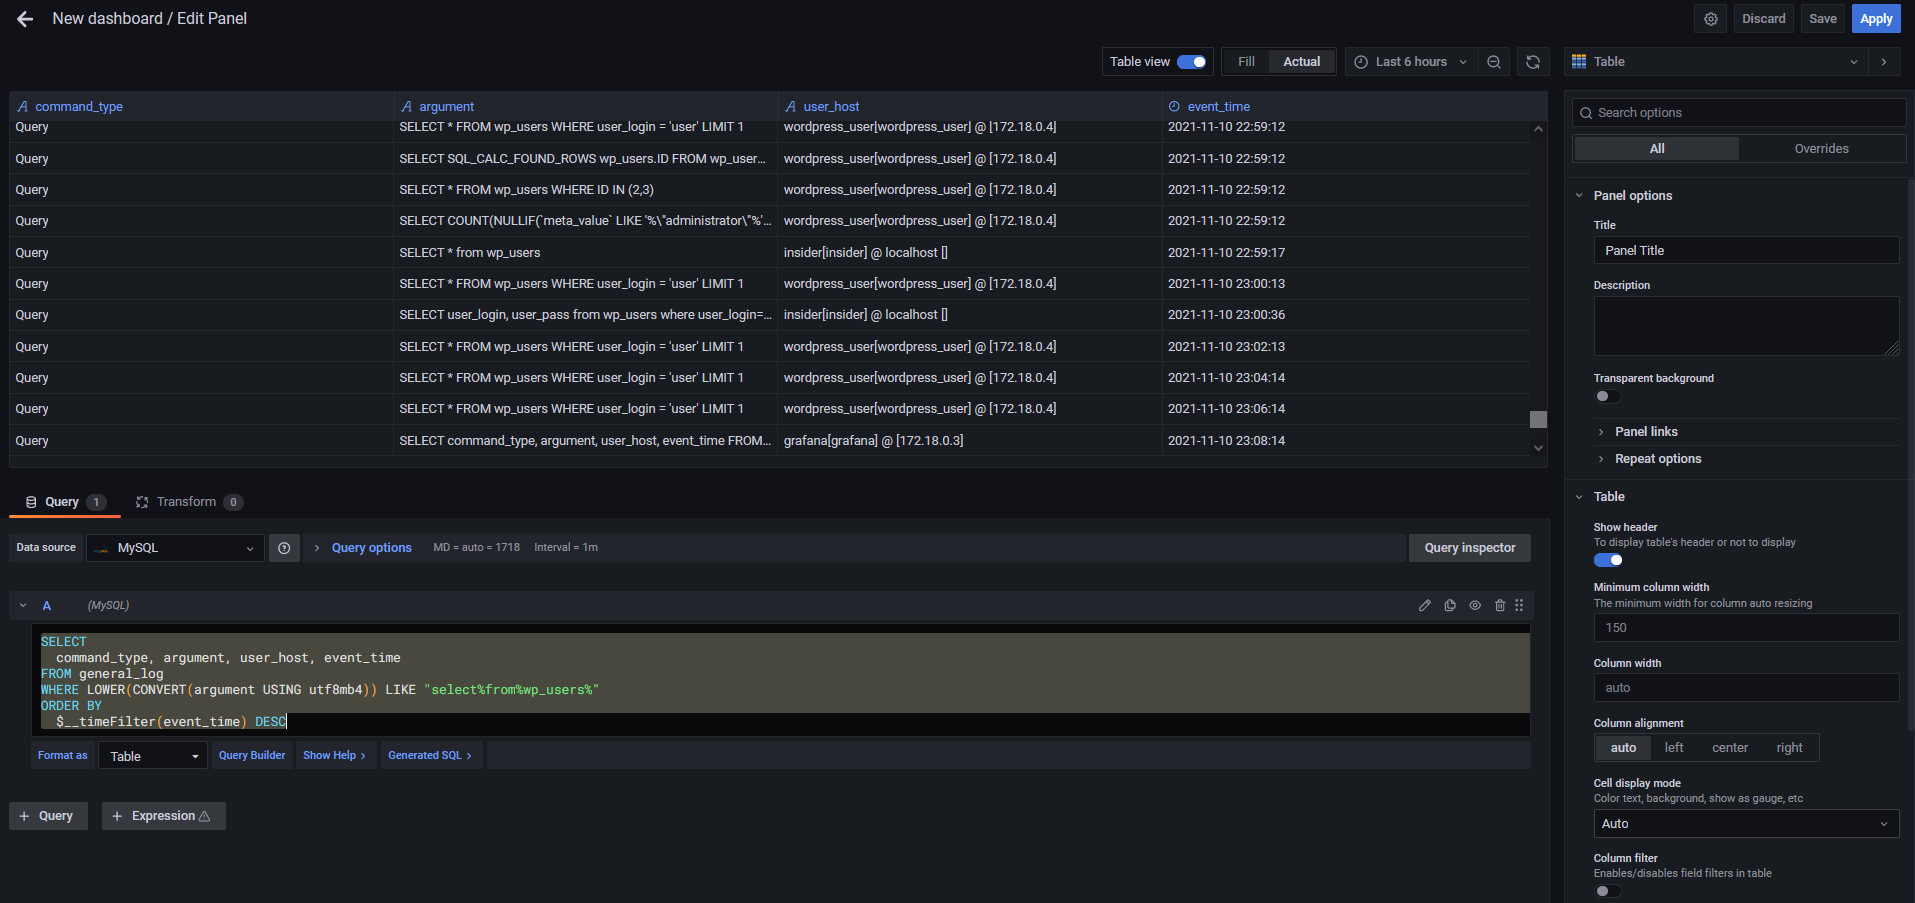 New dashboard / Edit Panel
Discard Save Apply
Table view Fill Actual Last 6 hours Table
command_type argument user_host event_time
Query SELECT * FROM wp_users WHERE user_login = 'user' LIMIT 1 wordpress_user[wordpress_user] @ [172.18.0.4] 2021-11-10 22:59:12
Query SELECT SQL_CALC_FOUND_ROWS wp_users.ID FROM wp_user... wordpress_user[wordpress_user] @ [172.18.0.4] 2021-11-10 22:59:12
Query SELECT * FROM wp_users WHERE ID IN (2,3) wordpress_user[wordpress_user] @ [172.18.0.4] 2021-11-10 22:59:12
Query SELECT COUNT(NULLIF(`meta_value` LIKE '%\"administrator\"%'... wordpress_user[wordpress_user] @ [172.18.0.4] 2021-11-10 22:59:12
Query SELECT * from wp_users insider[insider] @ localhost [] 2021-11-10 22:59:17
Query SELECT * FROM wp_users WHERE user_login = 'user' LIMIT 1 wordpress_user[wordpress_user] @ [172.18.0.4] 2021-11-10 23:00:13
Query SELECT user_login, user_pass from wp_users where user_login=... insider[insider] @ localhost [] 2021-11-10 23:00:36
Query SELECT * FROM wp_users WHERE user_login = 'user' LIMIT 1 wordpress_user[wordpress_user] @ [172.18.0.4] 2021-11-10 23:02:13
Query SELECT * FROM wp_users WHERE user_login = 'user' LIMIT 1 wordpress_user[wordpress_user] @ [172.18.0.4] 2021-11-10 23:04:14
Query SELECT * FROM wp_users WHERE user_login = 'user' LIMIT 1 wordpress_user[wordpress_user] @ [172.18.0.4] 2021-11-10 23:06:14
Query SELECT command_type, argument, user_host, event_time FROM... grafana[grafana] @ [172.18.0.3] 2021-11-10 23:08:14
Query 1 Transform 0
Data source MySQL Query options MD = auto = 1718 Interval = 1m Query inspector
A (MySQL)
SELECT
command_type, argument, user_host, event_time
FROM general_log
WHERE LOWER(CONVERT(argument USING utf8mb4)) LIKE "select%from%wp_users%"
ORDER BY
$__timeFilter(event_time) DESC
Format as Table Query Builder Show Help > Generated SQL >
+ Query + Expression
Search options
All Overrides
Panel options
Title
Panel Title
Description
Transparent background
Panel links
Repeat options
Table
Show header
To display table's header or not to display
Minimum column width
The minimum width for column auto resizing
150
Column width
auto
Column alignment
auto left center right
Cell display mode
Color text, background, show as gauge, etc
Auto
Column filter
Enables/disables field filters in table